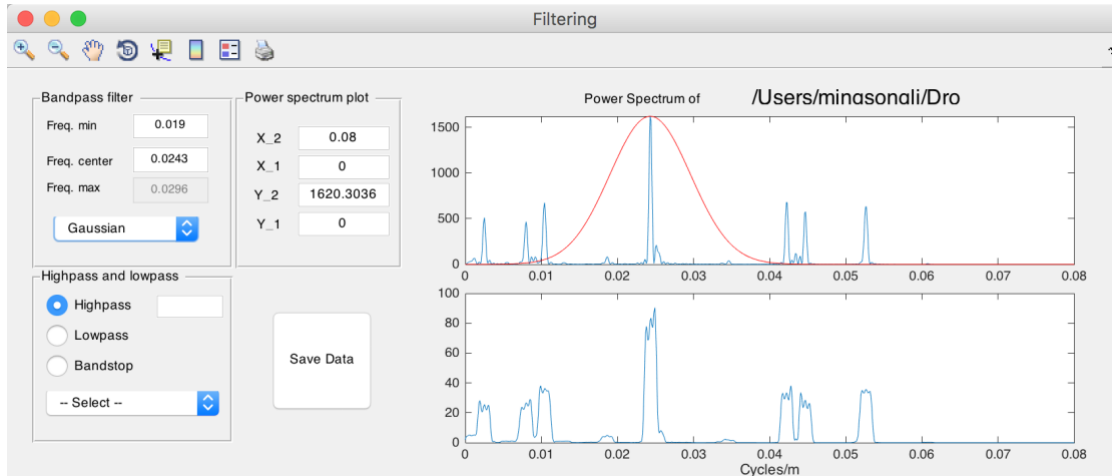 Filtering
Bandpass filter
Freq. min 0.019
Freq. center 0.0243
Freq. max 0.0296
Gaussian
Power spectrum plot
X_2 0.08
X_1 0
Y_2 1620.3036
Y_1 0
Highpass and lowpass
Highpass
Lowpass
Bandstop
-- Select --
Save Data
Power Spectrum of /Users/minasonali/Dro
1500
1000
500
0
0 0.01 0.02 0.03 0.04 0.05 0.06 0.07 0.08
100
80
60
40
20
0
0 0.01 0.02 0.03 0.04 0.05 0.06 0.07 0.08
Cycles/m